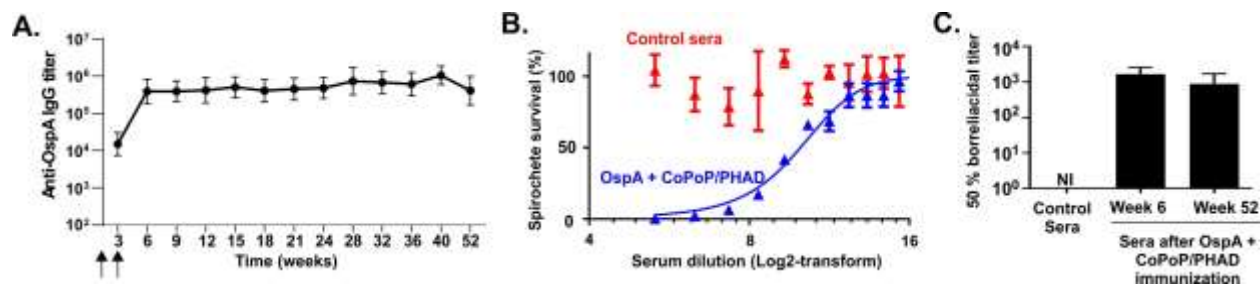 A.
Anti-OspA IgG titer
10⁷
10⁶
10⁵
10⁴
10³
10²
3 6 9 12 15 18 21 24 28 32 36 40 52
Time (weeks)
B.
Control sera
Spirochete survival (%)
100
50
0
OspA + CoPoP/PHAD
4 8 16
Serum dilution (Log2-transform)
C.
50 % borreliacidal titer
10⁴
10³
10²
10¹
10⁰
NI
Control
Sera
Week 6
Week 52
Sera after OspA +
CoPoP/PHAD
immunization